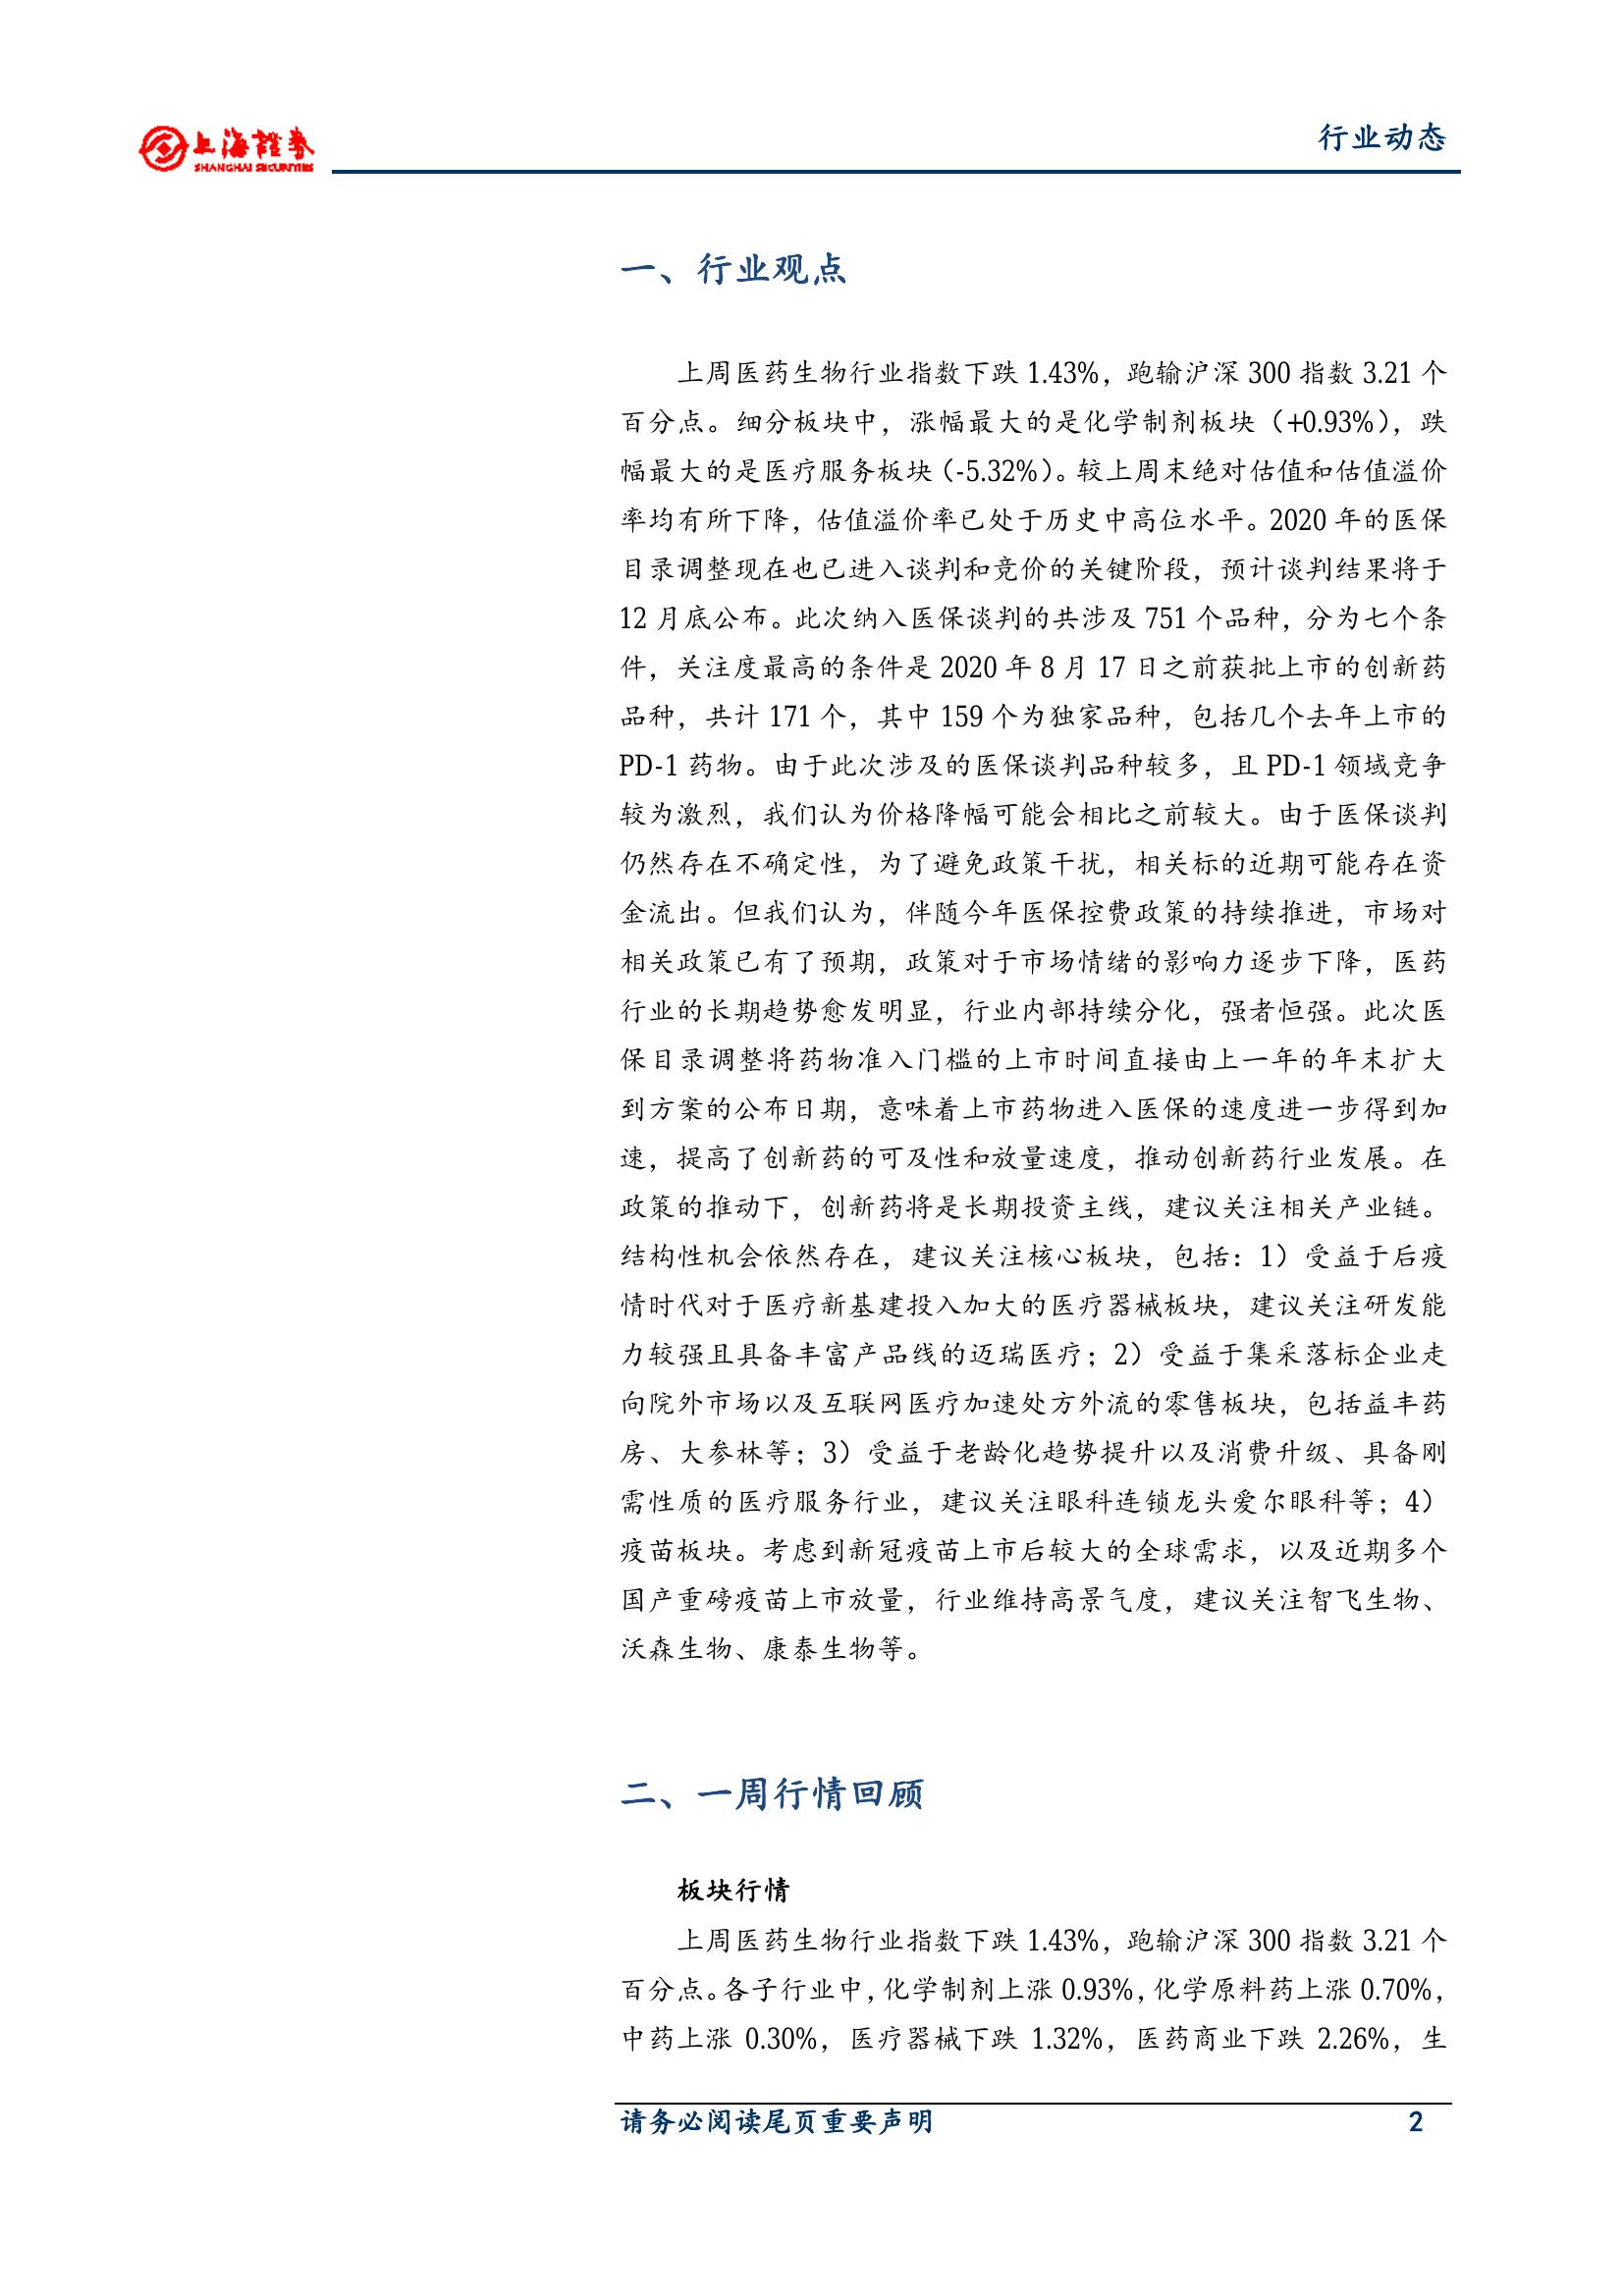 上海證券
SHANGHAI SECURITIES
行业动态
一、行业观点
上周医药生物行业指数下跌 1.43%，跑输沪深 300 指数 3.21 个
百分点。细分板块中，涨幅最大的是化学制剂板块（+0.93%），跌
幅最大的是医疗服务板块（-5.32%）。较上周末绝对估值和估值溢价
率均有所下降，估值溢价率已处于历史中高位水平。2020 年的医保
目录调整现在也已进入谈判和竞价的关键阶段，预计谈判结果将于
12 月底公布。此次纳入医保谈判的共涉及 751 个品种，分为七个条
件，关注度最高的条件是 2020 年 8 月 17 日之前获批上市的创新药
品种，共计 171 个，其中 159 个为独家品种，包括几个去年上市的
PD-1 药物。由于此次涉及的医保谈判品种较多，且 PD-1 领域竞争
较为激烈，我们认为价格降幅可能会相比之前较大。由于医保谈判
仍然存在不确定性，为了避免政策干扰，相关标的近期可能存在资
金流出。但我们认为，伴随今年医保控费政策的持续推进，市场对
相关政策已有了预期，政策对于市场情绪的影响力逐步下降，医药
行业的长期趋势愈发明显，行业内部持续分化，强者恒强。此次医
保目录调整将药物准入门槛的上市时间直接由上一年的年末扩大
到方案的公布日期，意味着上市药物进入医保的速度进一步得到加
速，提高了创新药的可及性和放量速度，推动创新药行业发展。在
政策的推动下，创新药将是长期投资主线，建议关注相关产业链。
结构性机会依然存在，建议关注核心板块，包括：1）受益于后疫
情时代对于医疗新基建投入加大的医疗器械板块，建议关注研发能
力较强且具备丰富产品线的迈瑞医疗；2）受益于集采落标企业走
向院外市场以及互联网医疗加速处方外流的零售板块，包括益丰药
房、大参林等；3）受益于老龄化趋势提升以及消费升级、具备刚
需性质的医疗服务行业，建议关注眼科连锁龙头爱尔眼科等；4）
疫苗板块。考虑到新冠疫苗上市后较大的全球需求，以及近期多个
国产重磅疫苗上市放量，行业维持高景气度，建议关注智飞生物、
沃森生物、康泰生物等。
二、一周行情回顾
板块行情
上周医药生物行业指数下跌 1.43%，跑输沪深 300 指数 3.21 个
百分点。各子行业中，化学制剂上涨 0.93%，化学原料药上涨 0.70%，
中药上涨 0.30%，医疗器械下跌 1.32%，医药商业下跌 2.26%，生
请务必阅读尾页重要声明 2